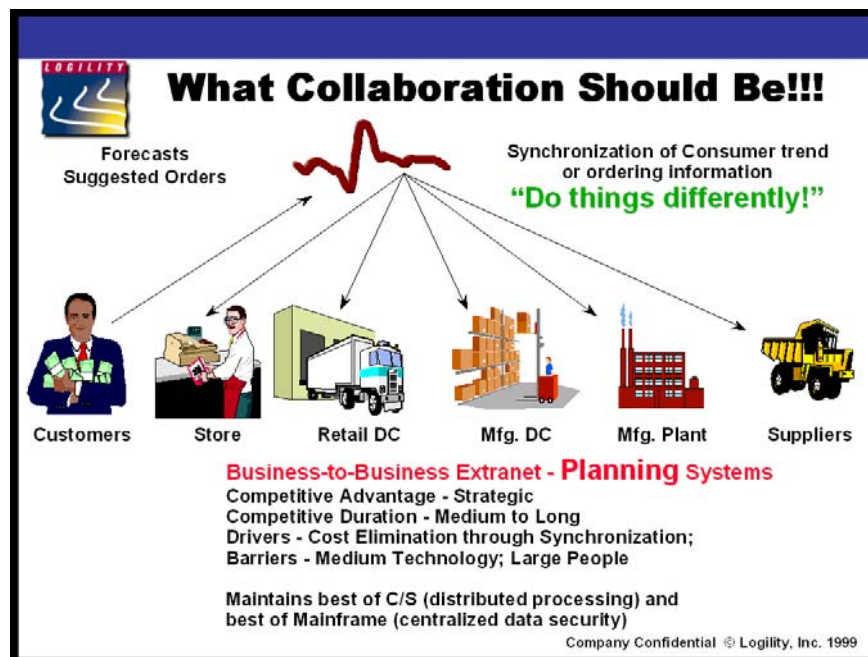 LOGILITY
What Collaboration Should Be!!!
Forecasts
Suggested Orders
Synchronization of Consumer trend
or ordering information
“Do things differently!”
Customers
Store
Retail DC
Mfg. DC
Mfg. Plant
Suppliers
Business-to-Business Extranet - Planning Systems
Competitive Advantage - Strategic
Competitive Duration - Medium to Long
Drivers - Cost Elimination through Synchronization;
Barriers - Medium Technology; Large People
Maintains best of C/S (distributed processing) and
best of Mainframe (centralized data security)
Company Confidential © Logility, Inc. 1999